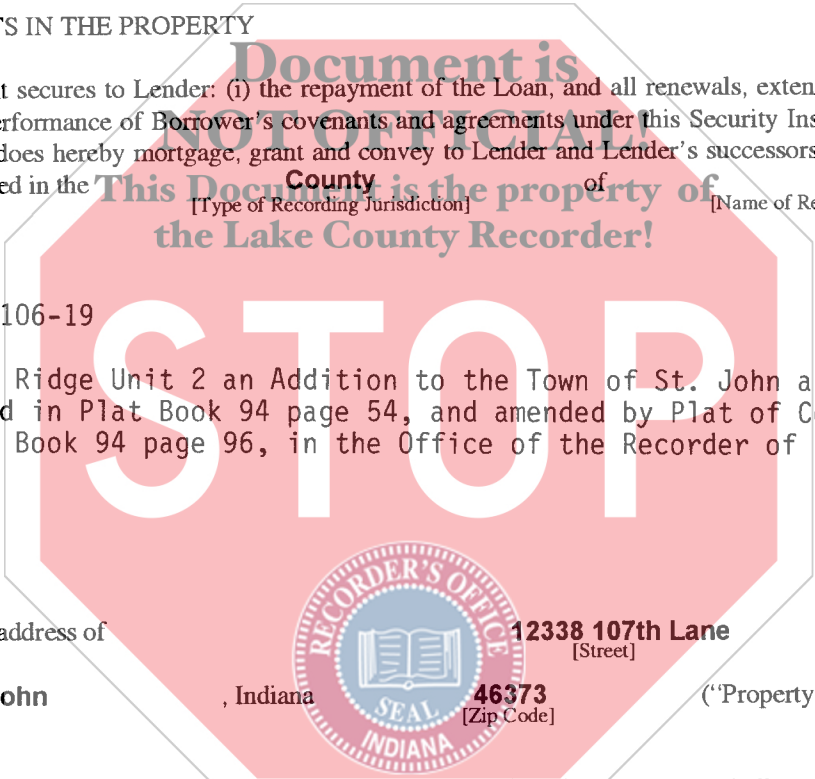 TS IN THE PROPERTY
Document is
t secures to Lender: (i) the repayment of the Loan, and all renewals, exten
NOT OFFICIAL!
erformance of Borrower's covenants and agreements under this Security Ins
does hereby mortgage, grant and convey to Lender and Lender's successors
ed in the County of
This Document is the property of
[Type of Recording Jurisdiction] [Name of Re
the Lake County Recorder!
106-19
STOP
Ridge Unit 2 an Addition to the Town of St. John a
d in Plat Book 94 page 54, and amended by Plat of C
Book 94 page 96, in the Office of the Recorder of
RECORDER'S OFFICE
address of 12338 107th Lane
[Street]
ohn , Indiana 46373 ("Property
SEAL [Zip Code]
INDIANA